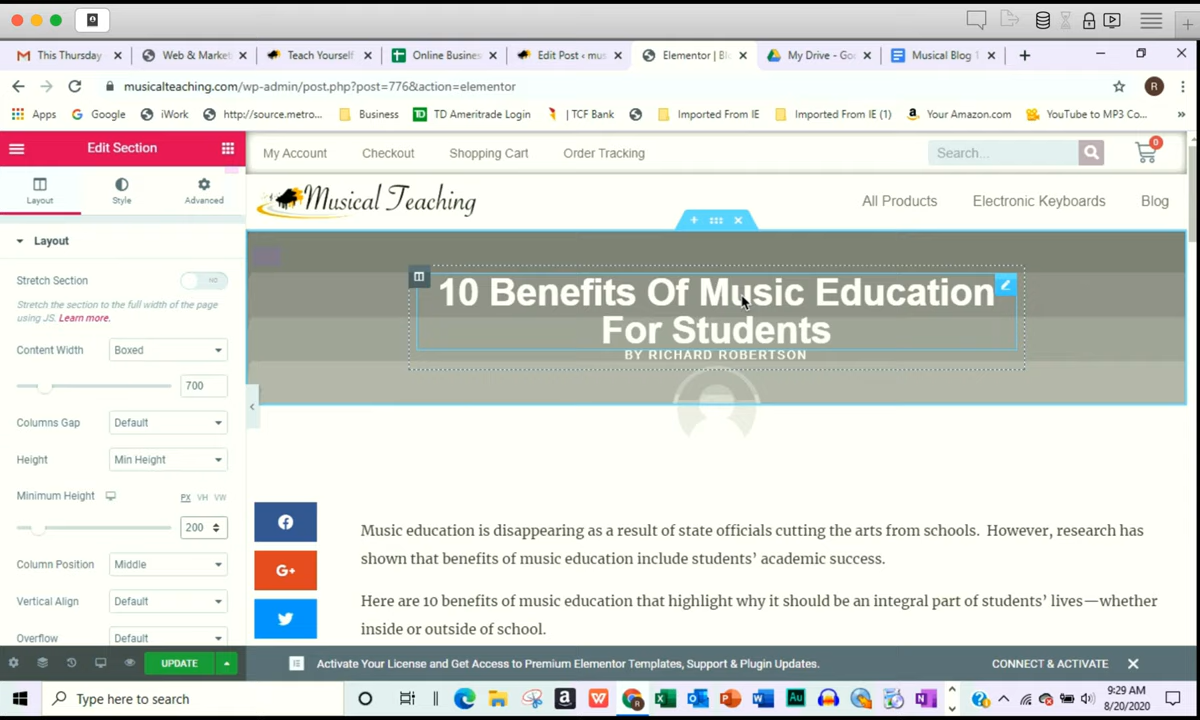 This Thursday
Web & Market
Teach Yourself
Online Busines
Edit Post ‹ mus
Elementor | Bl
My Drive - Goo
Musical Blog 1
musicalteaching.com/wp-admin/post.php?post=776&action=elementor
R
Apps
Google
iWork
http://source.metro...
Business
TD Ameritrade Login
| TCF Bank
Imported From IE
Imported From IE (1)
Your Amazon.com
YouTube to MP3 Co...
»
Edit Section
My Account
Checkout
Shopping Cart
Order Tracking
Search...
0
Layout
Style
Advanced
Musical Teaching
All Products
Electronic Keyboards
Blog
Layout
Stretch Section
NO
Stretch the section to the full width of the page
using JS. Learn more.
10 Benefits Of Music Education
For Students
BY RICHARD ROBERTSON
Content Width
Boxed
700
Columns Gap
Default
Height
Min Height
Minimum Height
PX VH VW
200
Column Position
Middle
Vertical Align
Default
Overflow
Default
G+
Music education is disappearing as a result of state officials cutting the arts from schools. However, research has
shown that benefits of music education include students’ academic success.
Here are 10 benefits of music education that highlight why it should be an integral part of students’ lives—whether
inside or outside of school.
UPDATE
Activate Your License and Get Access to Premium Elementor Templates, Support & Plugin Updates.
CONNECT & ACTIVATE
Type here to search
9:29 AM
8/20/2020